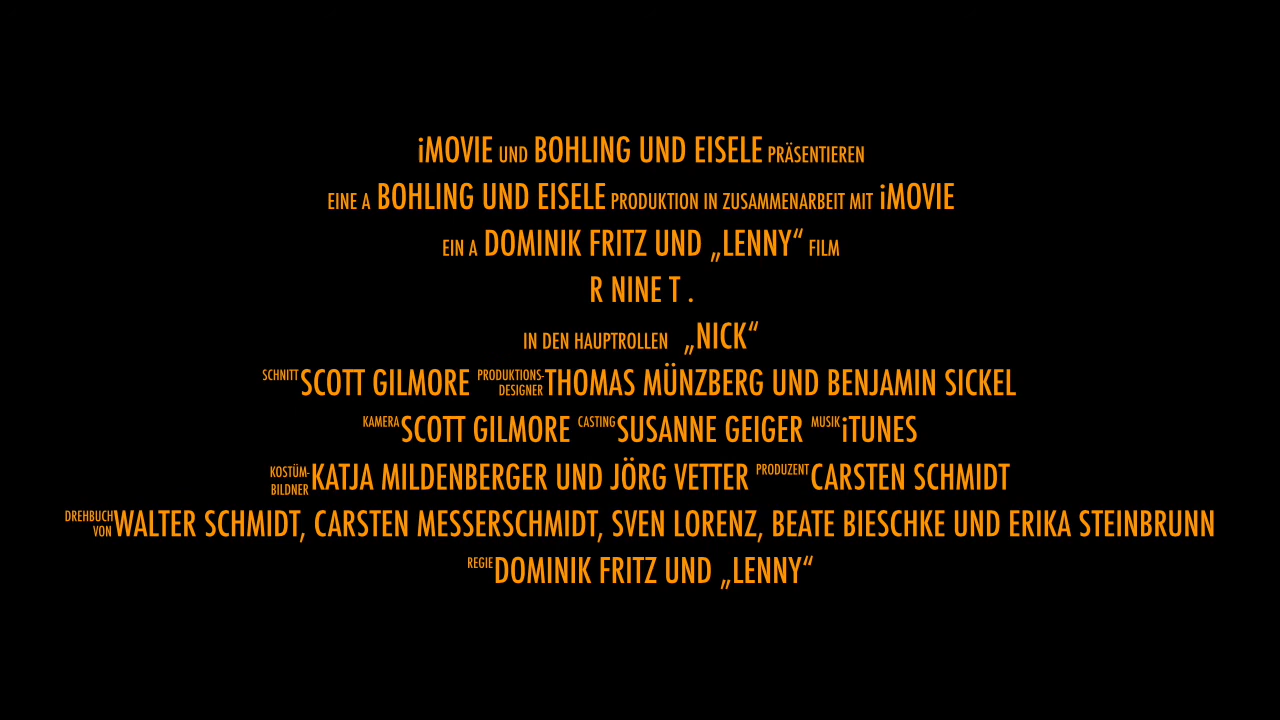 iMOVIE UND BOHLING UND EISELE PRÄSENTIEREN
EINE A BOHLING UND EISELE PRODUKTION IN ZUSAMMENARBEIT MIT iMOVIE
EIN A DOMINIK FRITZ UND „LENNY“ FILM
R NINE T .
IN DEN HAUPTROLLEN „NICK“
SCHNITT SCOTT GILMORE PRODUKTIONS-DESIGNER THOMAS MÜNZBERG UND BENJAMIN SICKEL
KAMERA SCOTT GILMORE CASTING SUSANNE GEIGER MUSIK iTUNES
KOSTÜM-BILDNER KATJA MILDENBERGER UND JÖRG VETTER PRODUZENT CARSTEN SCHMIDT
DREHBUCH VON WALTER SCHMIDT, CARSTEN MESSERSCHMIDT, SVEN LORENZ, BEATE BIESCHKE UND ERIKA STEINBRUNN
REGIE DOMINIK FRITZ UND „LENNY“